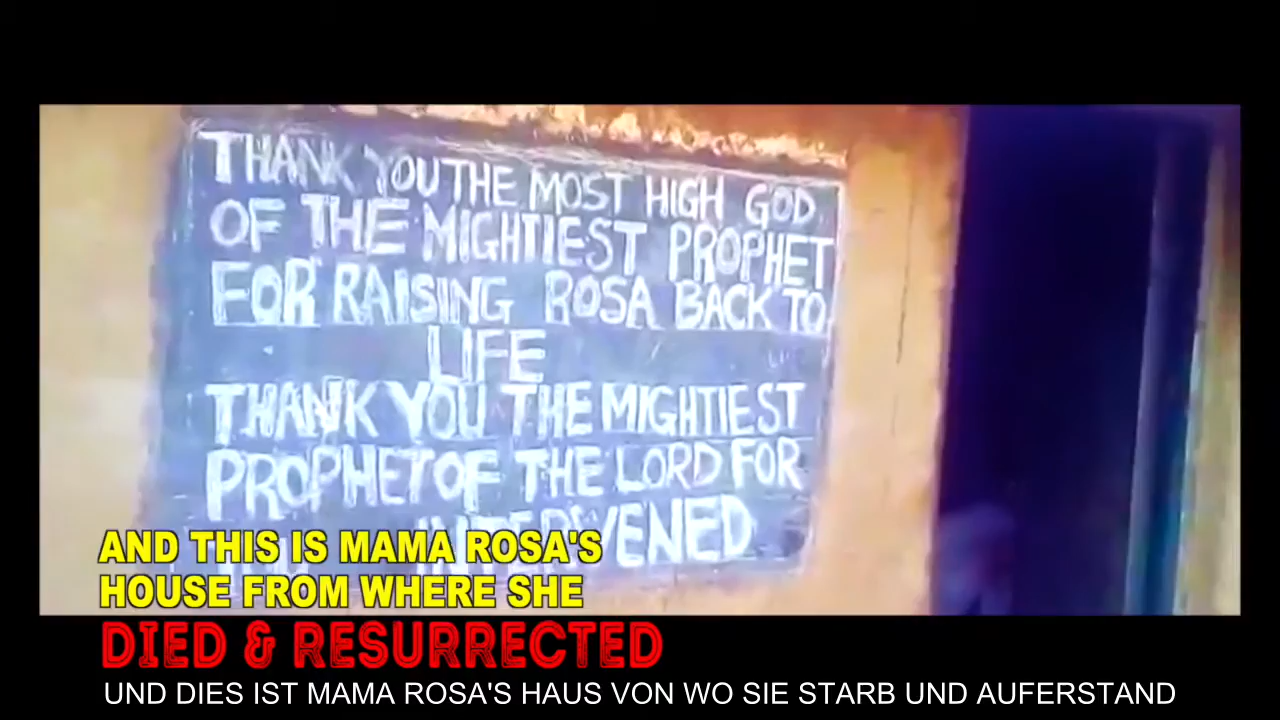 THANK YOU THE MOST HIGH GOD
OF THE MIGHTIEST PROPHET
FOR RAISING ROSA BACK TO
LIFE
THANK YOU THE MIGHTIEST
PROPHET OF THE LORD FOR
INTERVENED
AND THIS IS MAMA ROSA'S
HOUSE FROM WHERE SHE
DIED & RESURRECTED
UND DIES IST MAMA ROSA'S HAUS VON WO SIE STARB UND AUFERSTAND